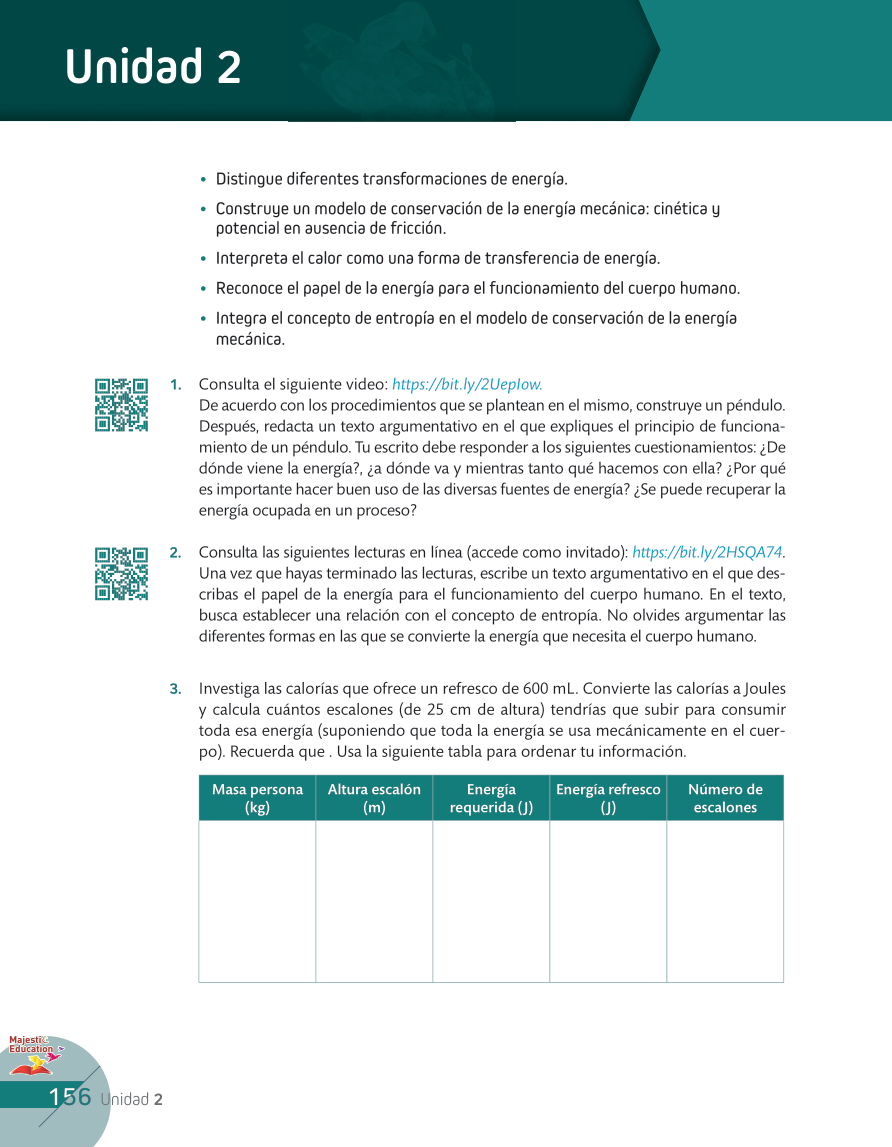 Unidad 2
• Distingue diferentes transformaciones de energía.
• Construye un modelo de conservación de la energía mecánica: cinética y
potencial en ausencia de fricción.
• Interpreta el calor como una forma de transferencia de energía.
• Reconoce el papel de la energía para el funcionamiento del cuerpo humano.
• Integra el concepto de entropía en el modelo de conservación de la energía
mecánica.
1. Consulta el siguiente video: https://bit.ly/2UepIow.
De acuerdo con los procedimientos que se plantean en el mismo, construye un péndulo.
Después, redacta un texto argumentativo en el que expliques el principio de funciona-
miento de un péndulo. Tu escrito debe responder a los siguientes cuestionamientos: ¿De
dónde viene la energía?, ¿a dónde va y mientras tanto qué hacemos con ella? ¿Por qué
es importante hacer buen uso de las diversas fuentes de energía? ¿Se puede recuperar la
energía ocupada en un proceso?
2. Consulta las siguientes lecturas en línea (accede como invitado): https://bit.ly/2HSQA74.
Una vez que hayas terminado las lecturas, escribe un texto argumentativo en el que des-
cribas el papel de la energía para el funcionamiento del cuerpo humano. En el texto,
busca establecer una relación con el concepto de entropía. No olvides argumentar las
diferentes formas en las que se convierte la energía que necesita el cuerpo humano.
3. Investiga las calorías que ofrece un refresco de 600 mL. Convierte las calorías a Joules
y calcula cuántos escalones (de 25 cm de altura) tendrías que subir para consumir
toda esa energía (suponiendo que toda la energía se usa mecánicamente en el cuer-
po). Recuerda que . Usa la siguiente tabla para ordenar tu información.
Masa persona (kg)
Altura escalón (m)
Energía requerida (J)
Energía refresco (J)
Número de escalones
Majestic
Education
156 Unidad 2